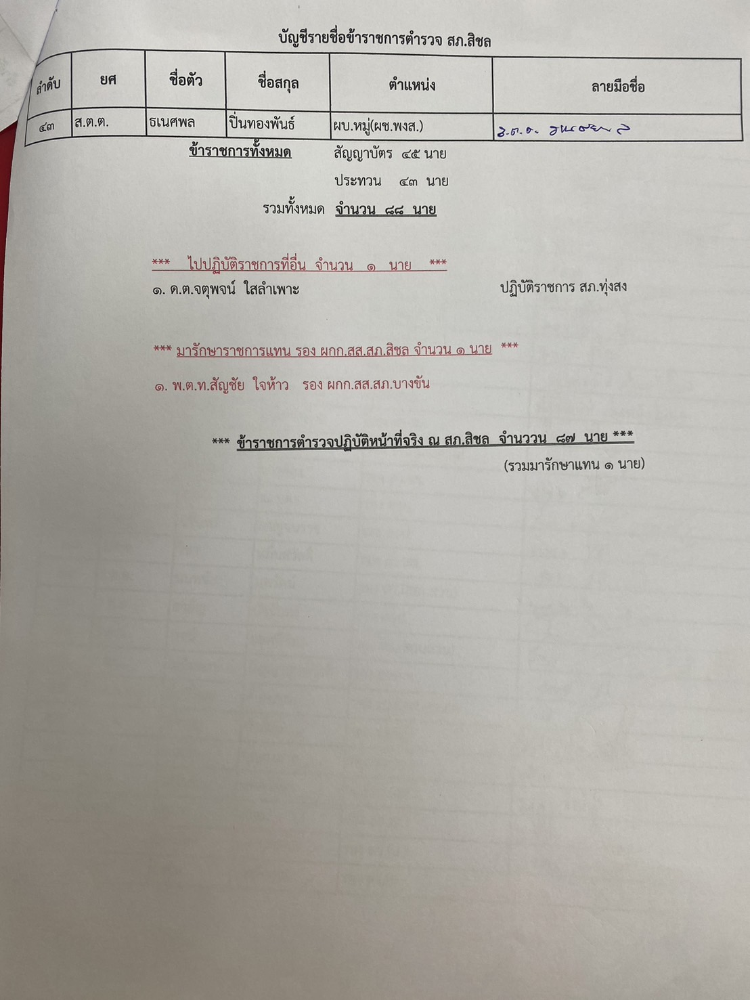 บัญชีรายชื่อข้าราชการตำรวจ สภ.สิชล
ลำดับ ยศ ชื่อตัว ชื่อสกุล ตำแหน่ง ลายมือชื่อ
๔๓ ส.ต.ต. ธเนศพล ปิ่นทองพันธ์ ผบ.หมู่(ผช.พงส.) ส.ต.ต.
ข้าราชการทั้งหมด สัญญาบัตร ๔๕ นาย
ประทวน ๔๓ นาย
รวมทั้งหมด จำนวน ๘๘ นาย
*** ไปปฏิบัติราชการที่อื่น จำนวน ๑ นาย ***
๑. ด.ต.จตุพจน์ ใสลำเพาะ ปฏิบัติราชการ สภ.ทุ่งสง
*** มารักษาราชการแทน รอง ผกก.สส.สภ.สิชล จำนวน ๑ นาย ***
๑. พ.ต.ท.สัญชัย ใจห้าว รอง ผกก.สส.สภ.บางขัน
*** ข้าราชการตำรวจปฏิบัติหน้าที่จริง ณ สภ.สิชล จำนววน ๘๗ นาย ***
(รวมมารักษาแทน ๑ นาย)